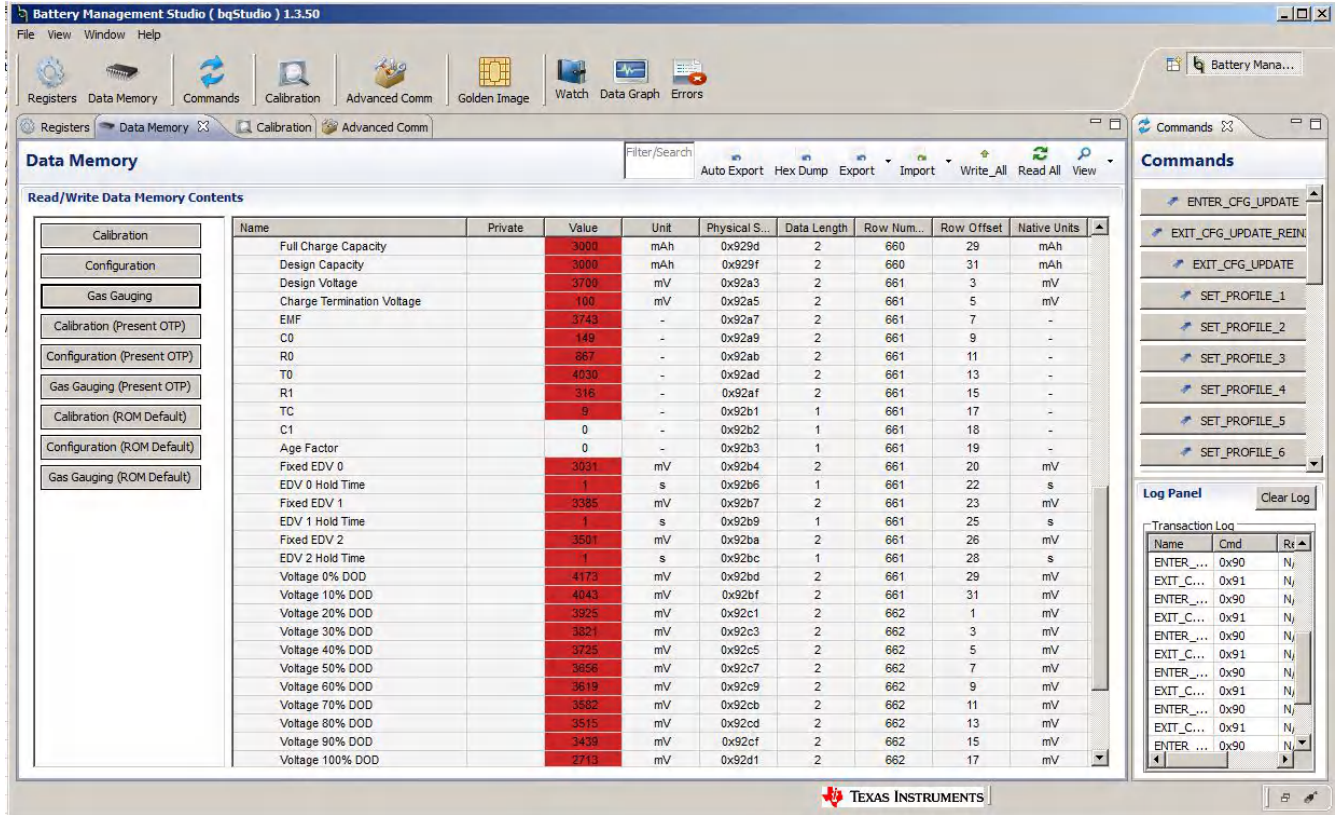 Battery Management Studio ( bqStudio ) 1.3.50
File View Window Help
Registers Data Memory Commands Calibration Advanced Comm Golden Image Watch Data Graph Errors
Battery Mana...
Registers Data Memory Calibration Advanced Comm
Data Memory
Filter/Search
Auto Export Hex Dump Export Import Write_All Read All View
Read/Write Data Memory Contents
Calibration
Configuration
Gas Gauging
Calibration (Present OTP)
Configuration (Present OTP)
Gas Gauging (Present OTP)
Calibration (ROM Default)
Configuration (ROM Default)
Gas Gauging (ROM Default)
Name Private Value Unit Physical S... Data Length Row Num... Row Offset Native Units
Full Charge Capacity 3000 mAh 0x929d 2 660 29 mAh
Design Capacity 3000 mAh 0x929f 2 660 31 mAh
Design Voltage 3700 mV 0x92a3 2 661 3 mV
Charge Termination Voltage 100 mV 0x92a5 2 661 5 mV
EMF 3743 - 0x92a7 2 661 7 -
C0 149 - 0x92a9 2 661 9 -
R0 867 - 0x92ab 2 661 11 -
T0 4030 - 0x92ad 2 661 13 -
R1 316 - 0x92af 2 661 15 -
TC 9 - 0x92b1 1 661 17 -
C1 0 - 0x92b2 1 661 18 -
Age Factor 0 - 0x92b3 1 661 19 -
Fixed EDV 0 3031 mV 0x92b4 2 661 20 mV
EDV 0 Hold Time 1 s 0x92b6 1 661 22 s
Fixed EDV 1 3385 mV 0x92b7 2 661 23 mV
EDV 1 Hold Time 1 s 0x92b9 1 661 25 s
Fixed EDV 2 3501 mV 0x92ba 2 661 26 mV
EDV 2 Hold Time 1 s 0x92bc 1 661 28 s
Voltage 0% DOD 4173 mV 0x92bd 2 661 29 mV
Voltage 10% DOD 4043 mV 0x92bf 2 661 31 mV
Voltage 20% DOD 3925 mV 0x92c1 2 662 1 mV
Voltage 30% DOD 3821 mV 0x92c3 2 662 3 mV
Voltage 40% DOD 3725 mV 0x92c5 2 662 5 mV
Voltage 50% DOD 3656 mV 0x92c7 2 662 7 mV
Voltage 60% DOD 3619 mV 0x92c9 2 662 9 mV
Voltage 70% DOD 3582 mV 0x92cb 2 662 11 mV
Voltage 80% DOD 3515 mV 0x92cd 2 662 13 mV
Voltage 90% DOD 3439 mV 0x92cf 2 662 15 mV
Voltage 100% DOD 2713 mV 0x92d1 2 662 17 mV
Commands
Commands
ENTER_CFG_UPDATE
EXIT_CFG_UPDATE_REIN
EXIT_CFG_UPDATE
SET_PROFILE_1
SET_PROFILE_2
SET_PROFILE_3
SET_PROFILE_4
SET_PROFILE_5
SET_PROFILE_6
Log Panel Clear Log
Transaction Log
Name Cmd Re
ENTER_... 0x90 N/
EXIT_C... 0x91 N/
ENTER_... 0x90 N/
EXIT_C... 0x91 N/
ENTER_... 0x90 N/
EXIT_C... 0x91 N/
ENTER_... 0x90 N/
EXIT_C... 0x91 N/
ENTER_... 0x90 N/
EXIT_C... 0x91 N/
ENTER ... 0x90 N/
TEXAS INSTRUMENTS